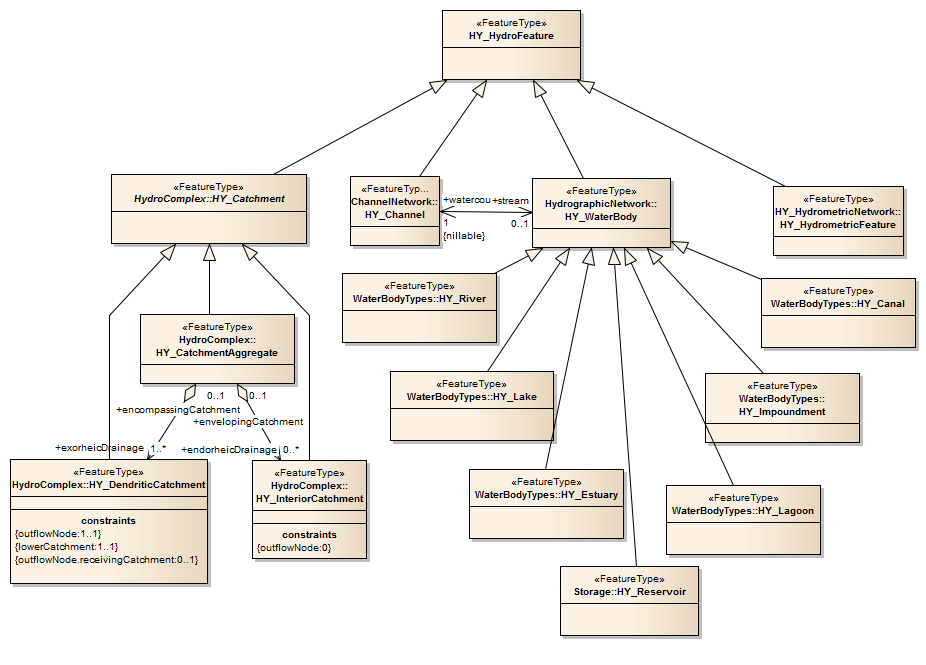 «FeatureType»
HY_HydroFeature
«FeatureType»
HydroComplex::HY_Catchment
«FeatureTyp...
ChannelNetwork::
HY_Channel
+watercou
+stream
1
{nillable}
0..1
«FeatureType»
HydrographicNetwork::
HY_WaterBody
«FeatureType»
HY_HydrometricNetwork::
HY_HydrometricFeature
«FeatureType»
WaterBodyTypes::HY_River
«FeatureType»
WaterBodyTypes::HY_Canal
«FeatureType»
HydroComplex::
HY_CatchmentAggregate
«FeatureType»
WaterBodyTypes::HY_Lake
«FeatureType»
WaterBodyTypes::
HY_Impoundment
0..1
0..1
+encompassingCatchment
+envelopingCatchment
+exorheicDrainage
1..*
+endorheicDrainage
0..*
«FeatureType»
HydroComplex::HY_DendriticCatchment
constraints
{outflowNode:1..1}
{lowerCatchment:1..1}
{outflowNode.receivingCatchment:0..1}
«FeatureType»
HydroComplex::
HY_InteriorCatchment
constraints
{outflowNode:0}
«FeatureType»
WaterBodyTypes::HY_Estuary
«FeatureType»
WaterBodyTypes::HY_Lagoon
«FeatureType»
Storage::HY_Reservoir